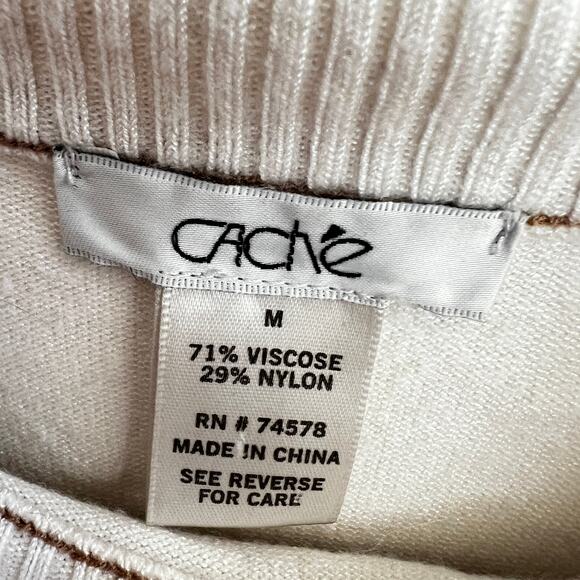 CAChé
M
71% VISCOSE
29% NYLON
RN # 74578
MADE IN CHINA
SEE REVERSE
FOR CARE